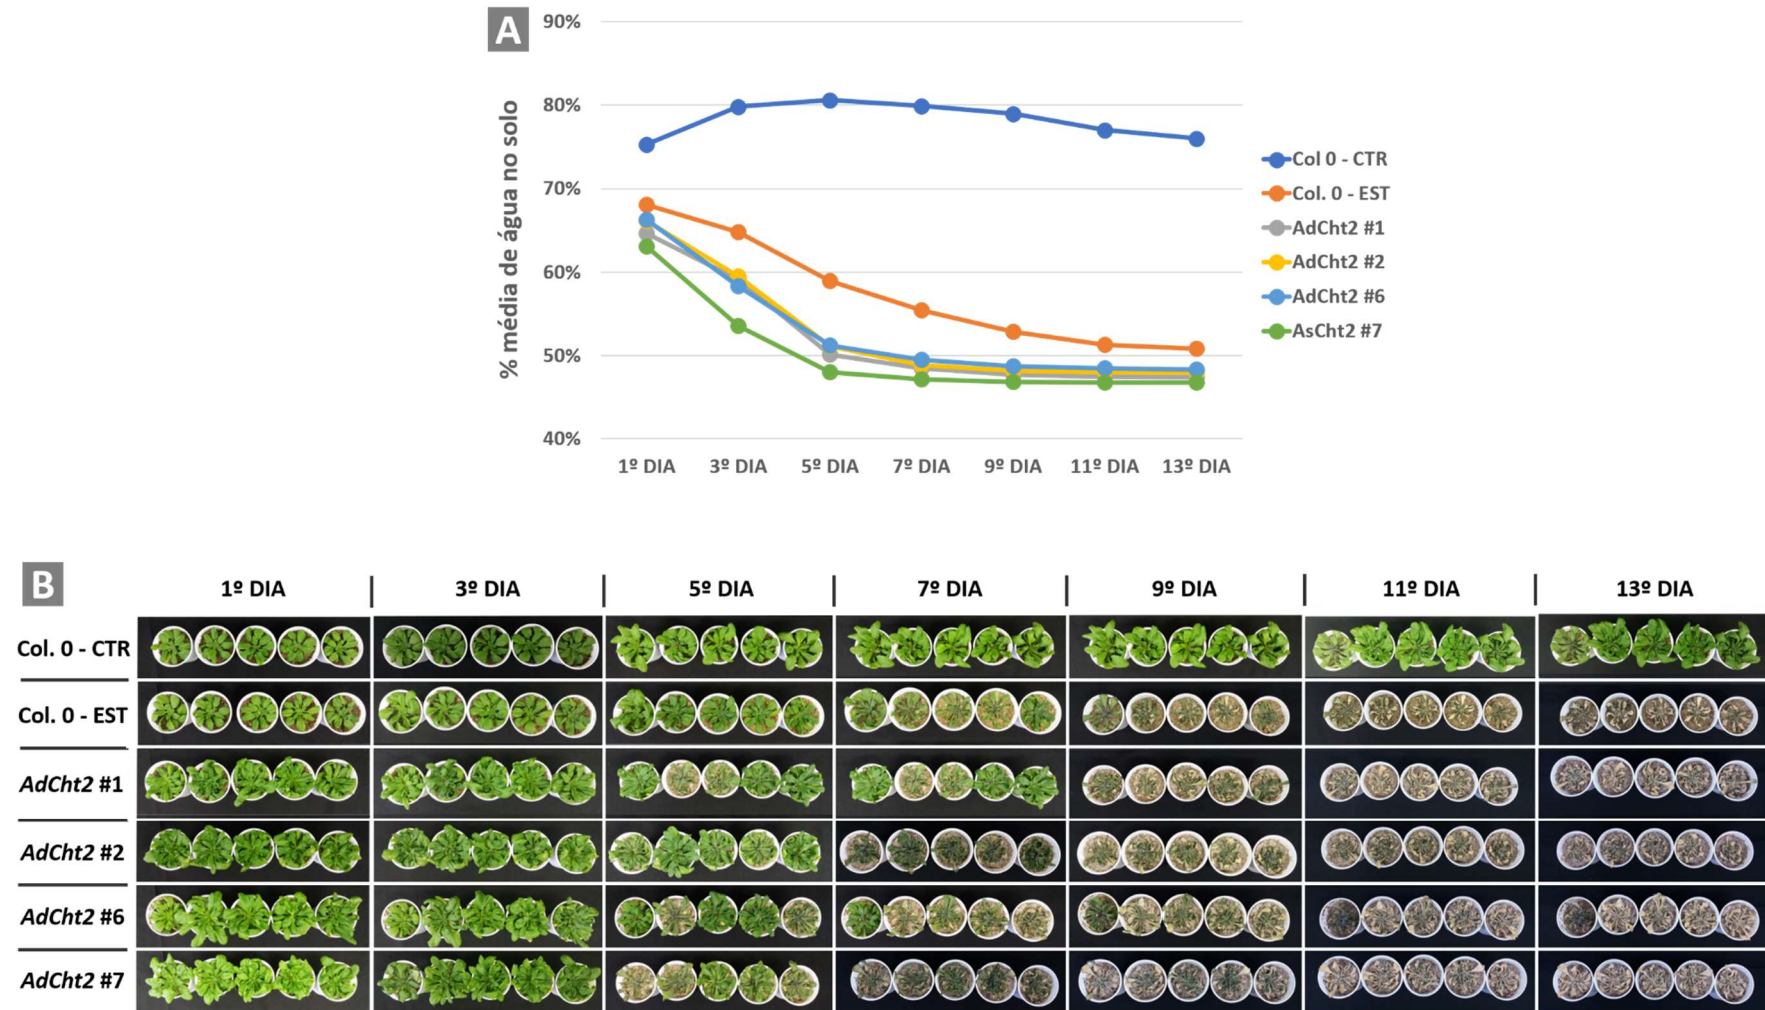 A
90%
80%
70%
60%
50%
40%
% média de água no solo
1º DIA 3º DIA 5º DIA 7º DIA 9º DIA 11º DIA 13º DIA
Col 0 - CTR
Col. 0 - EST
AdCht2 #1
AdCht2 #2
AdCht2 #6
AsCht2 #7
B
1º DIA 3º DIA 5º DIA 7º DIA 9º DIA 11º DIA 13º DIA
Col. 0 - CTR
Col. 0 - EST
AdCht2 #1
AdCht2 #2
AdCht2 #6
AdCht2 #7